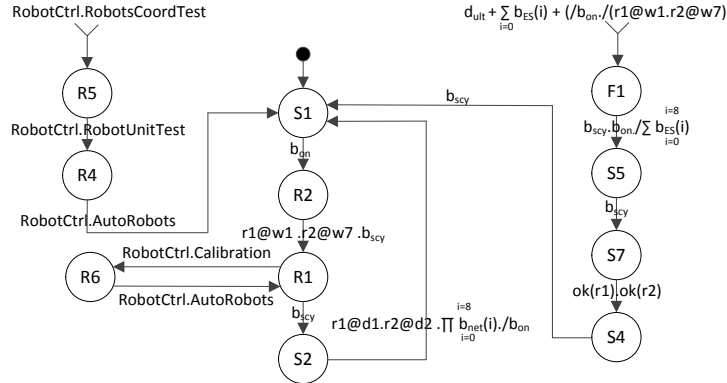 RobotCtrl.RobotsCoordTest
d_ult + ∑ b_ES(i) + (/b_on./(r1@w1.r2@w7)
i=0
R5
S1
b_scy
F1
RobotCtrl.RobotUnitTest
b_on
b_scy.b_on./∑ b_ES(i)
i=8
i=0
R4
R2
S5
RobotCtrl.AutoRobots
b_scy
r1@w1 .r2@w7 .b_scy
RobotCtrl.Calibration
R6
R1
S7
RobotCtrl.AutoRobots
ok(r1).ok(r2)
b_scy
i=8
r1@d1.r2@d2 .∏ b_net(i)./b_on
i=0
S2
S4